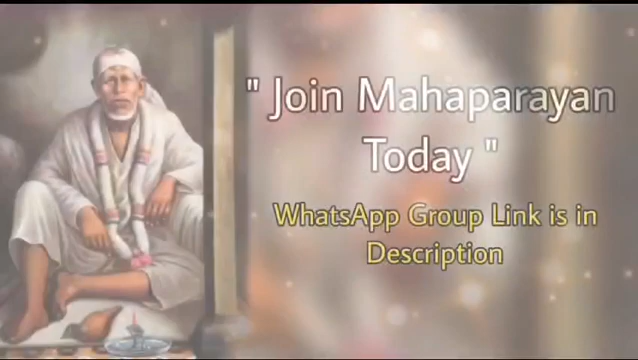 " Join Mahaparayan
Today "
WhatsApp Group Link is in
Description